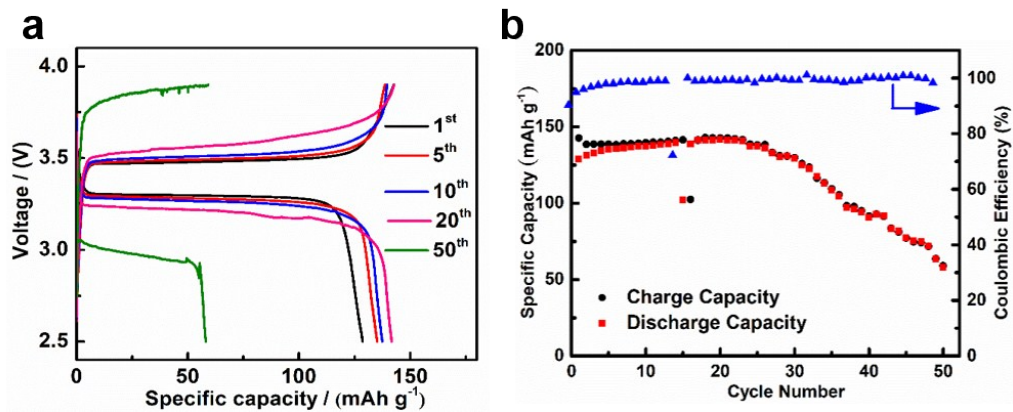 a
4.0
3.5
3.0
2.5
Voltage / (V)
0
50
100
150
Specific capacity / (mAh g⁻¹)
1ˢᵗ
5ᵗʰ
10ᵗʰ
20ᵗʰ
50ᵗʰ
b
200
150
100
50
0
Specific Capacity (mAh g⁻¹)
0
10
20
30
40
50
Cycle Number
100
80
60
40
20
0
Coulombic Efficiency (%)
Charge Capacity
Discharge Capacity